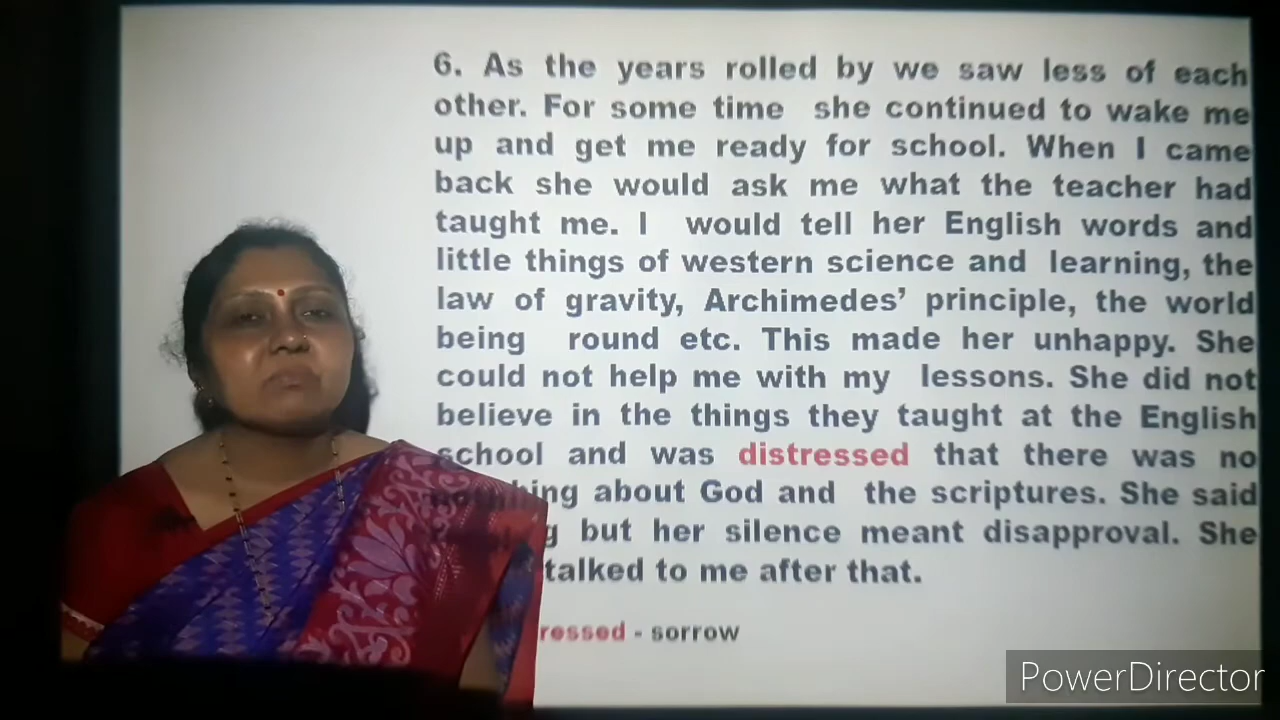 6. As the years rolled by we saw less of each
other. For some time she continued to wake me
up and get me ready for school. When I came
back she would ask me what the teacher had
taught me. I would tell her English words and
little things of western science and learning, the
law of gravity, Archimedes' principle, the world
being round etc. This made her unhappy. She
could not help me with my lessons. She did not
believe in the things they taught at the English
school and was distressed that there was no
about God and the scriptures. She said
but her silence meant disapproval. She
talked to me after that.
ressed - sorrow
PowerDirector